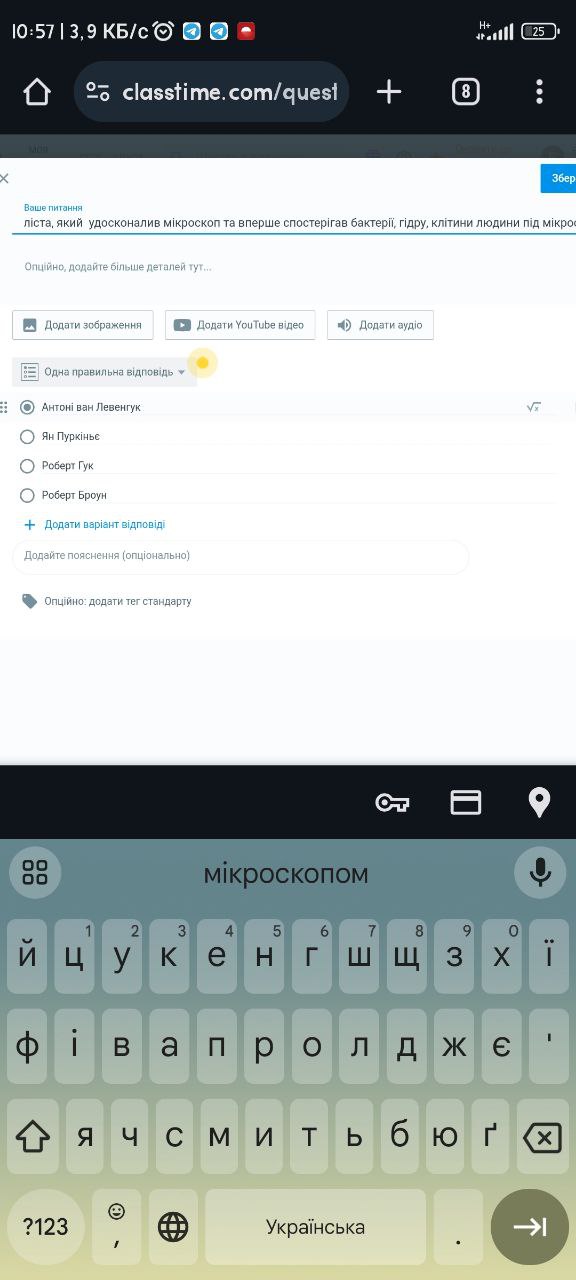 10:57 | 3,9 КБ/с H+ 25
classtime.com/quest 8
Збер
Ваше питання
ліста, який удосконалив мікроскоп та вперше спостерігав бактерії, гідру, клітини людини під мікрос
Опційно, додайте більше деталей тут...
Додати зображення Додати YouTube відео Додати аудіо
Одна правильна відповідь
Антоні ван Левенгук √x
Ян Пуркіньє
Роберт Гук
Роберт Броун
+ Додати варіант відповіді
Додайте пояснення (опціонально)
Опційно: додати тег стандарту
мікроскопом
1 2 3 4 5 6 7 8 9 0
й ц у к е н г ш щ з х ї
ф і в а п р о л д ж є '
я ч с м и т ь б ю ґ
?123 , Українська .